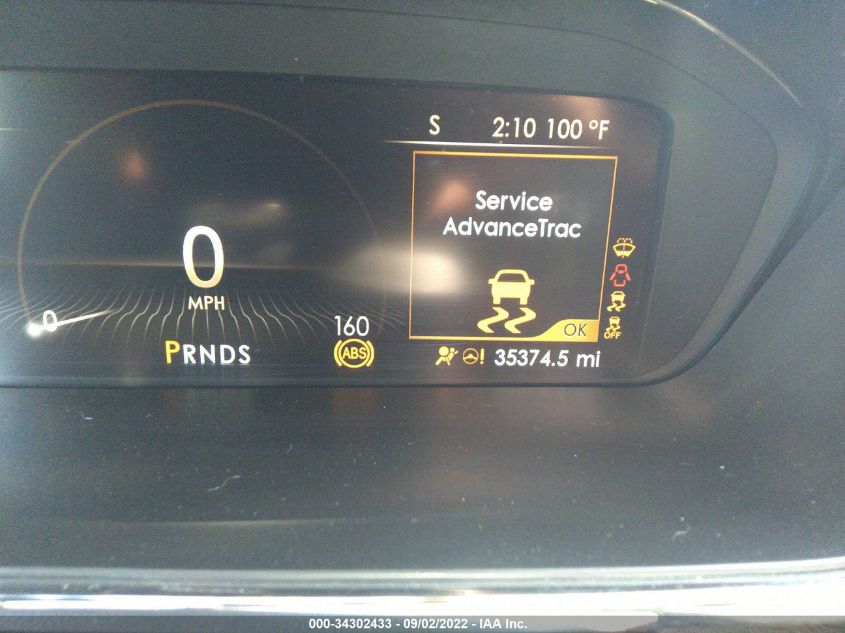 S 2:10 100 °F
Service
AdvanceTrac
0
MPH
0
160
ABS
OFF
OK
PRNDS
35374.5 mi
000-34302433 - 09/02/2022 - IAA Inc.